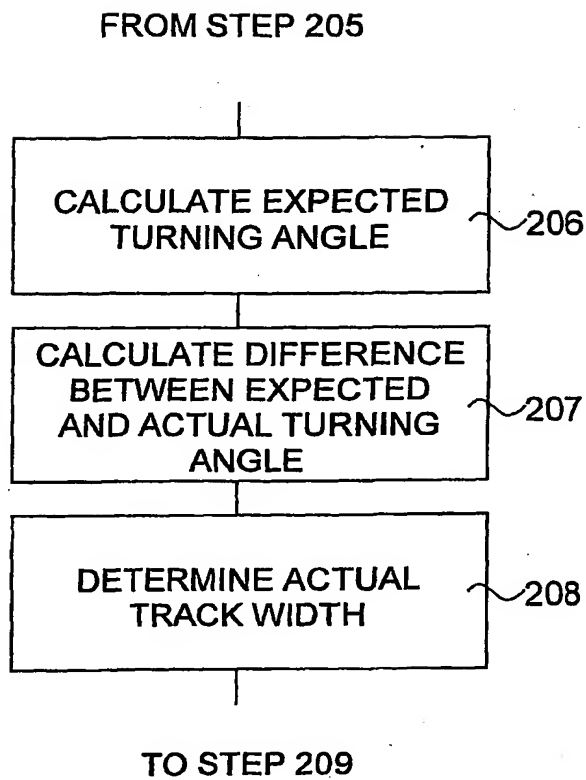 FROM STEP 205
CALCULATE EXPECTED
TURNING ANGLE
206
CALCULATE DIFFERENCE
BETWEEN EXPECTED
AND ACTUAL TURNING
ANGLE
207
DETERMINE ACTUAL
TRACK WIDTH
208
TO STEP 209